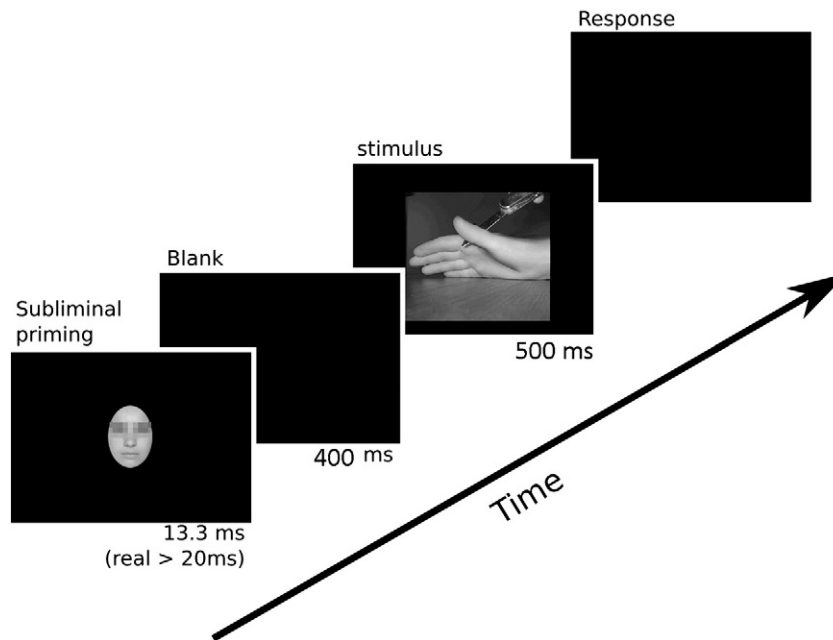 Response
stimulus
Blank
Subliminal
priming
500 ms
400 ms
13.3 ms
(real > 20ms)
Time